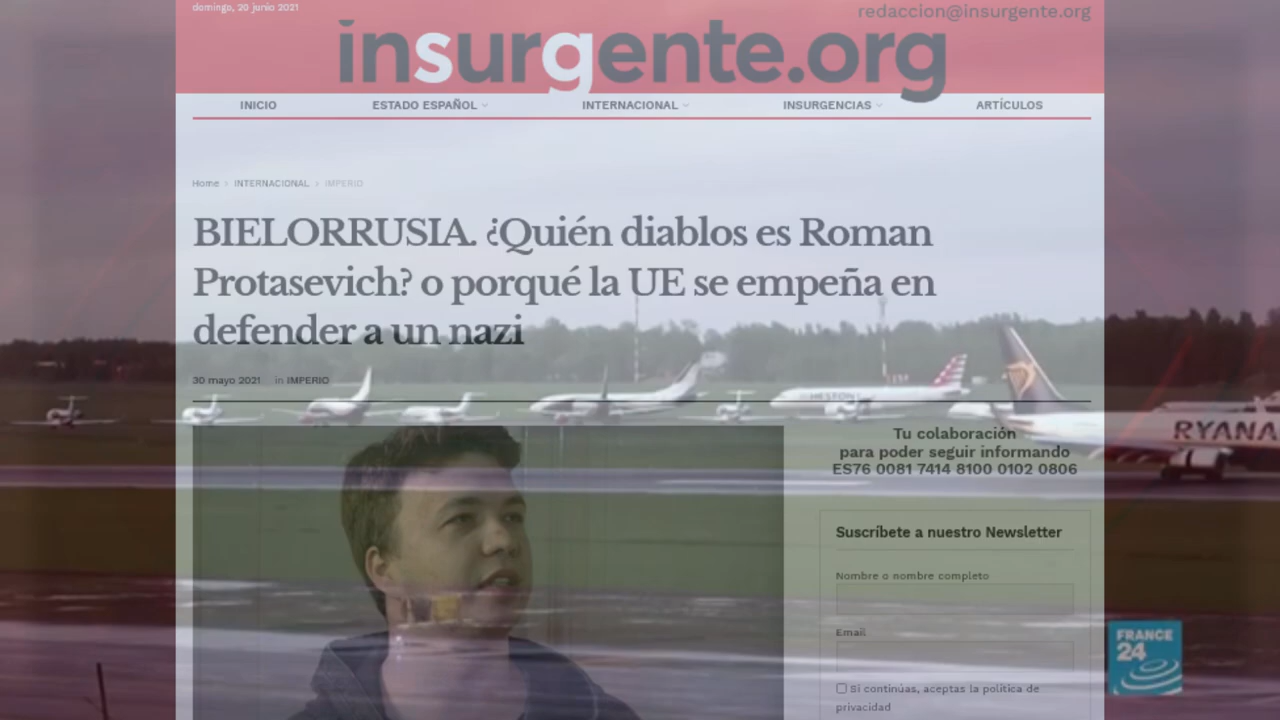 domingo, 20 junio 2021
redaccion@insurgente.org
insurgente.org
INICIO
ESTADO ESPAÑOL
INTERNACIONAL
INSURGENCIAS
ARTÍCULOS
Home > INTERNACIONAL > IMPERIO
BIELORRUSIA. ¿Quién diablos es Roman
Protasevich? o porqué la UE se empeña en
defender a un nazi
30 mayo 2021 in IMPERIO
RYANA
Tu colaboración
para poder seguir informando
ES76 0081 7414 8100 0102 0806
Suscríbete a nuestro Newsletter
Nombre o nombre completo
Email
Si continúas, aceptas la política de
privacidad
FRANCE
24